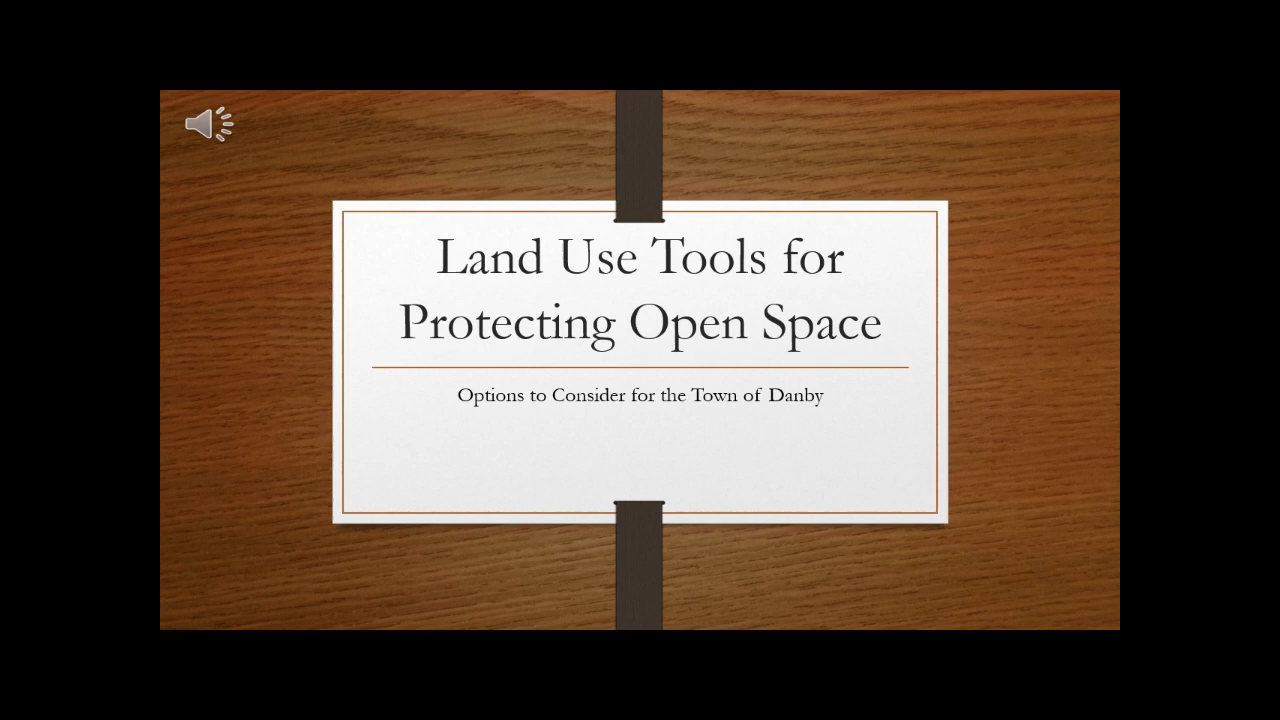 Land Use Tools for
Protecting Open Space
Options to Consider for the Town of Danby